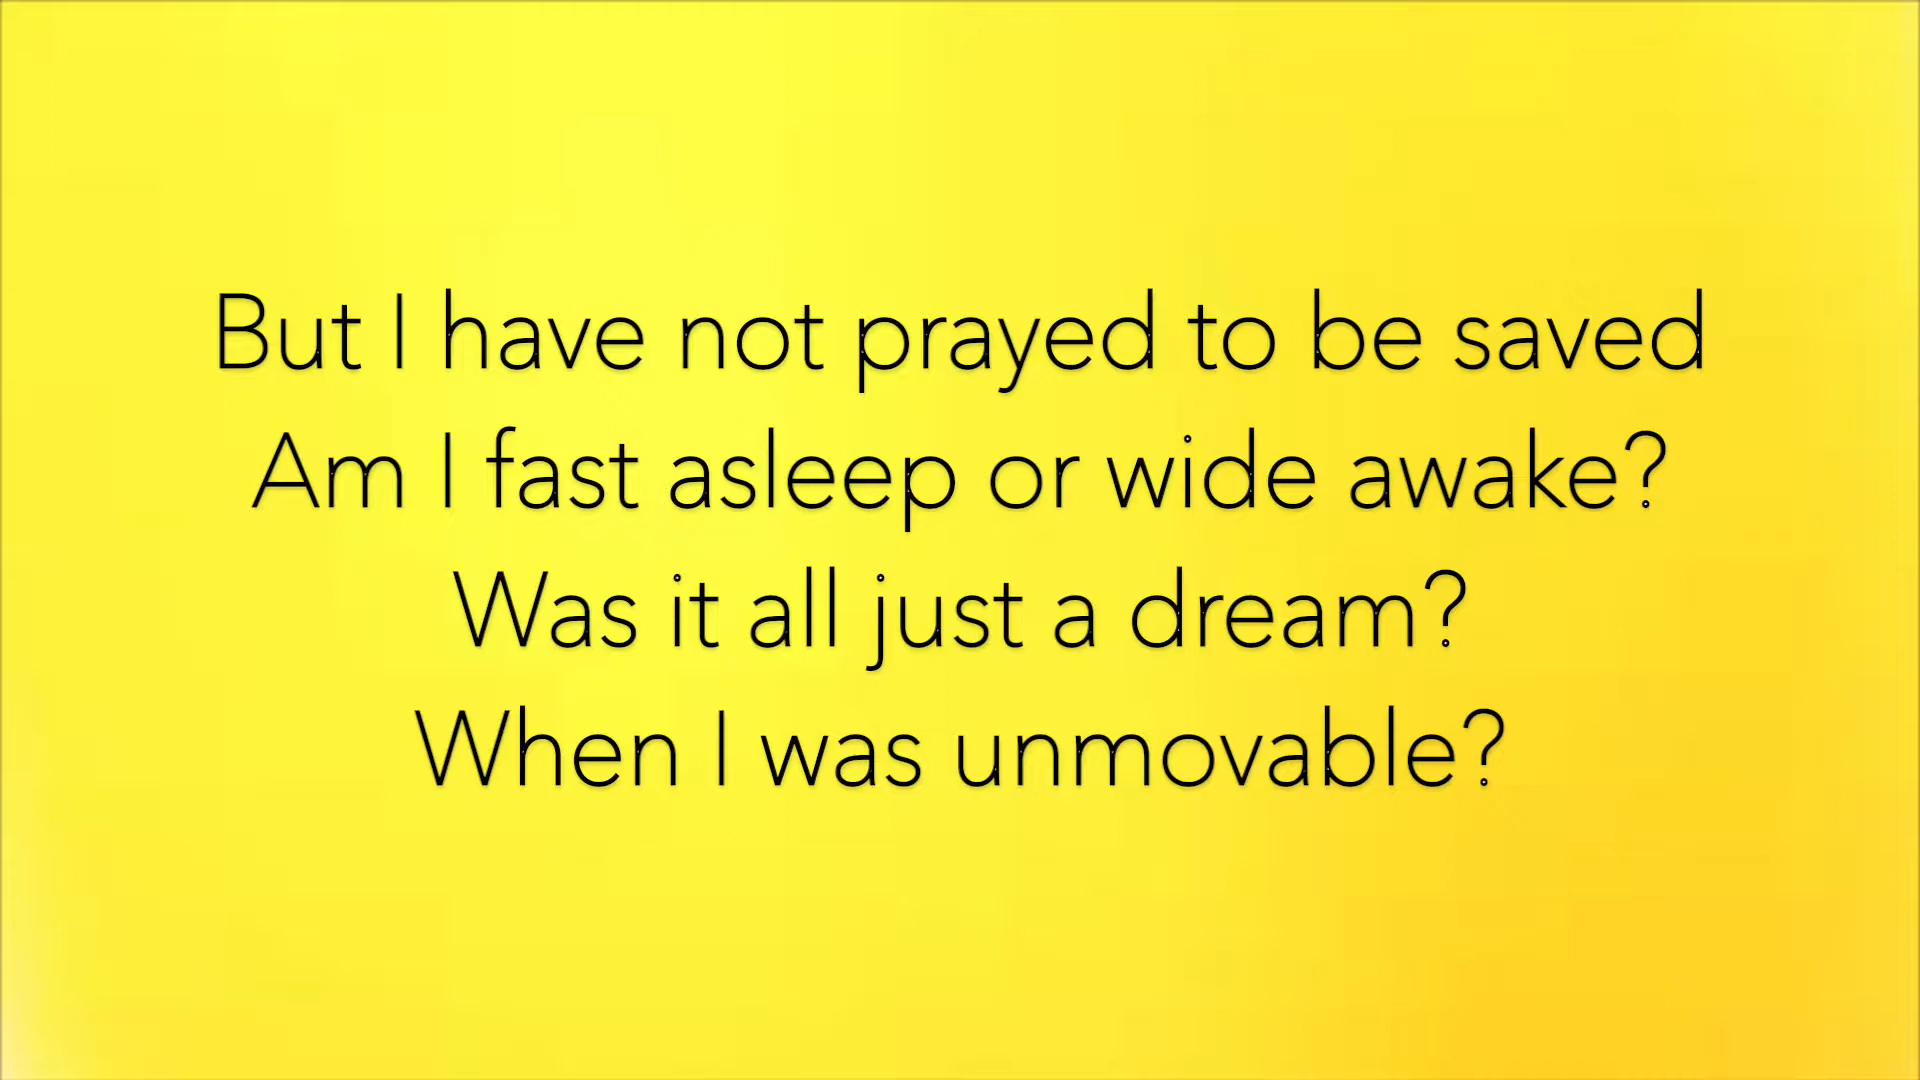 But I have not prayed to be saved
Am I fast asleep or wide awake?
Was it all just a dream?
When I was unmovable?